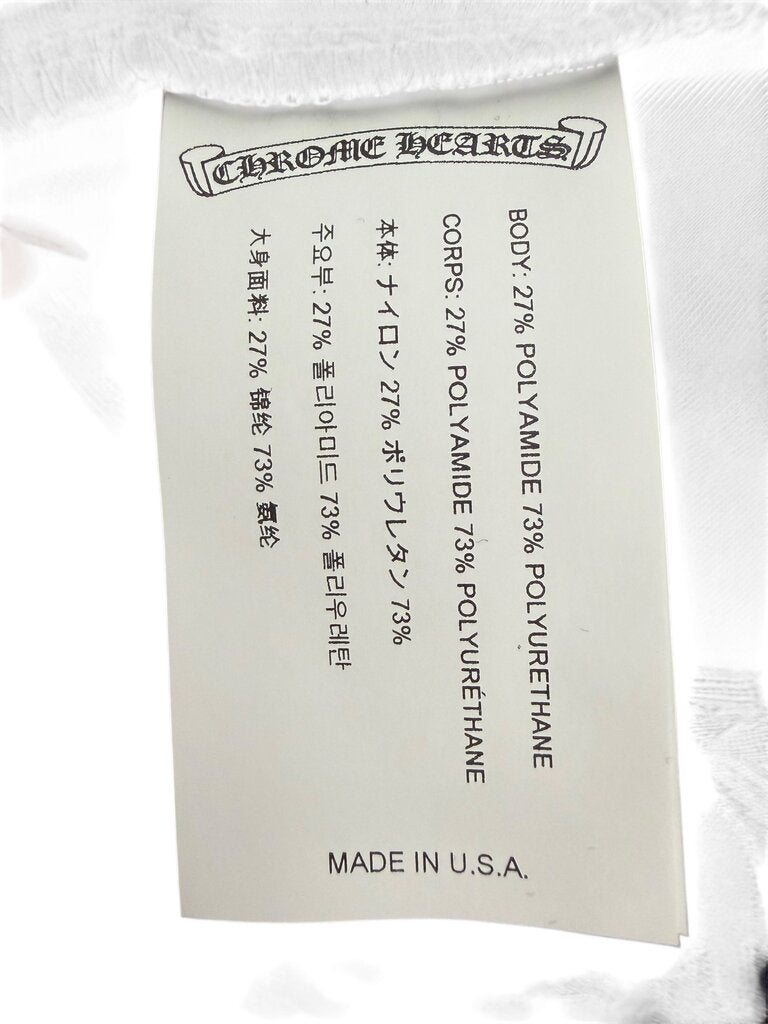 CHROME HEARTS
BODY: 27% POLYAMIDE 73% POLYURETHANE
CORPS: 27% POLYAMIDE 73% POLYURÉTHANE
本体: ナイロン 27% ポリウレタン 73%
주요부: 27% 폴리아미드 73% 폴리우레탄
大身面料: 27% 锦纶 73% 氨纶
MADE IN U.S.A.